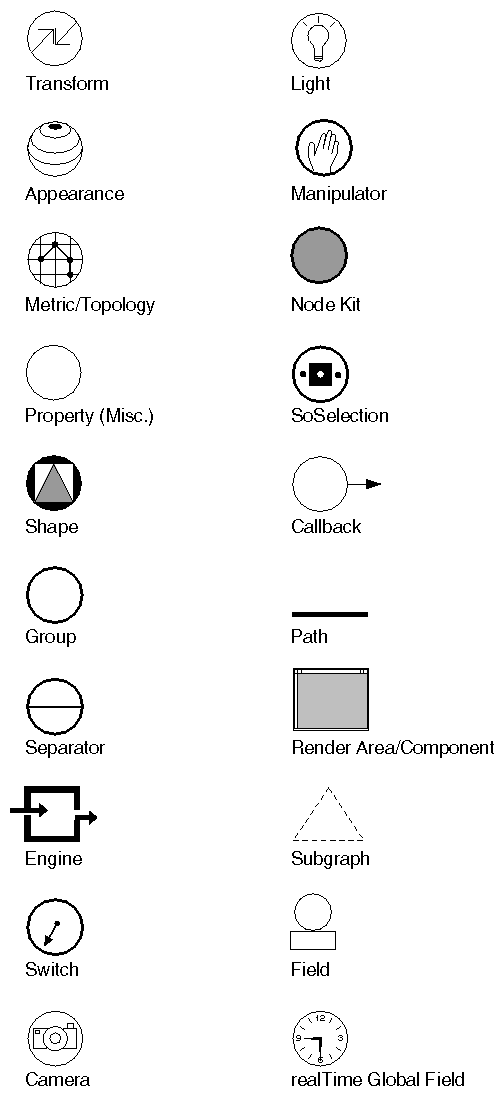 Transform
Light
Appearance
Manipulator
Metric/Topology
Node Kit
Property (Misc.)
SoSelection
Shape
Callback
Group
Path
Separator
Render Area/Component
Engine
Subgraph
Switch
Field
12
9
3
6
Camera
realTime Global Field